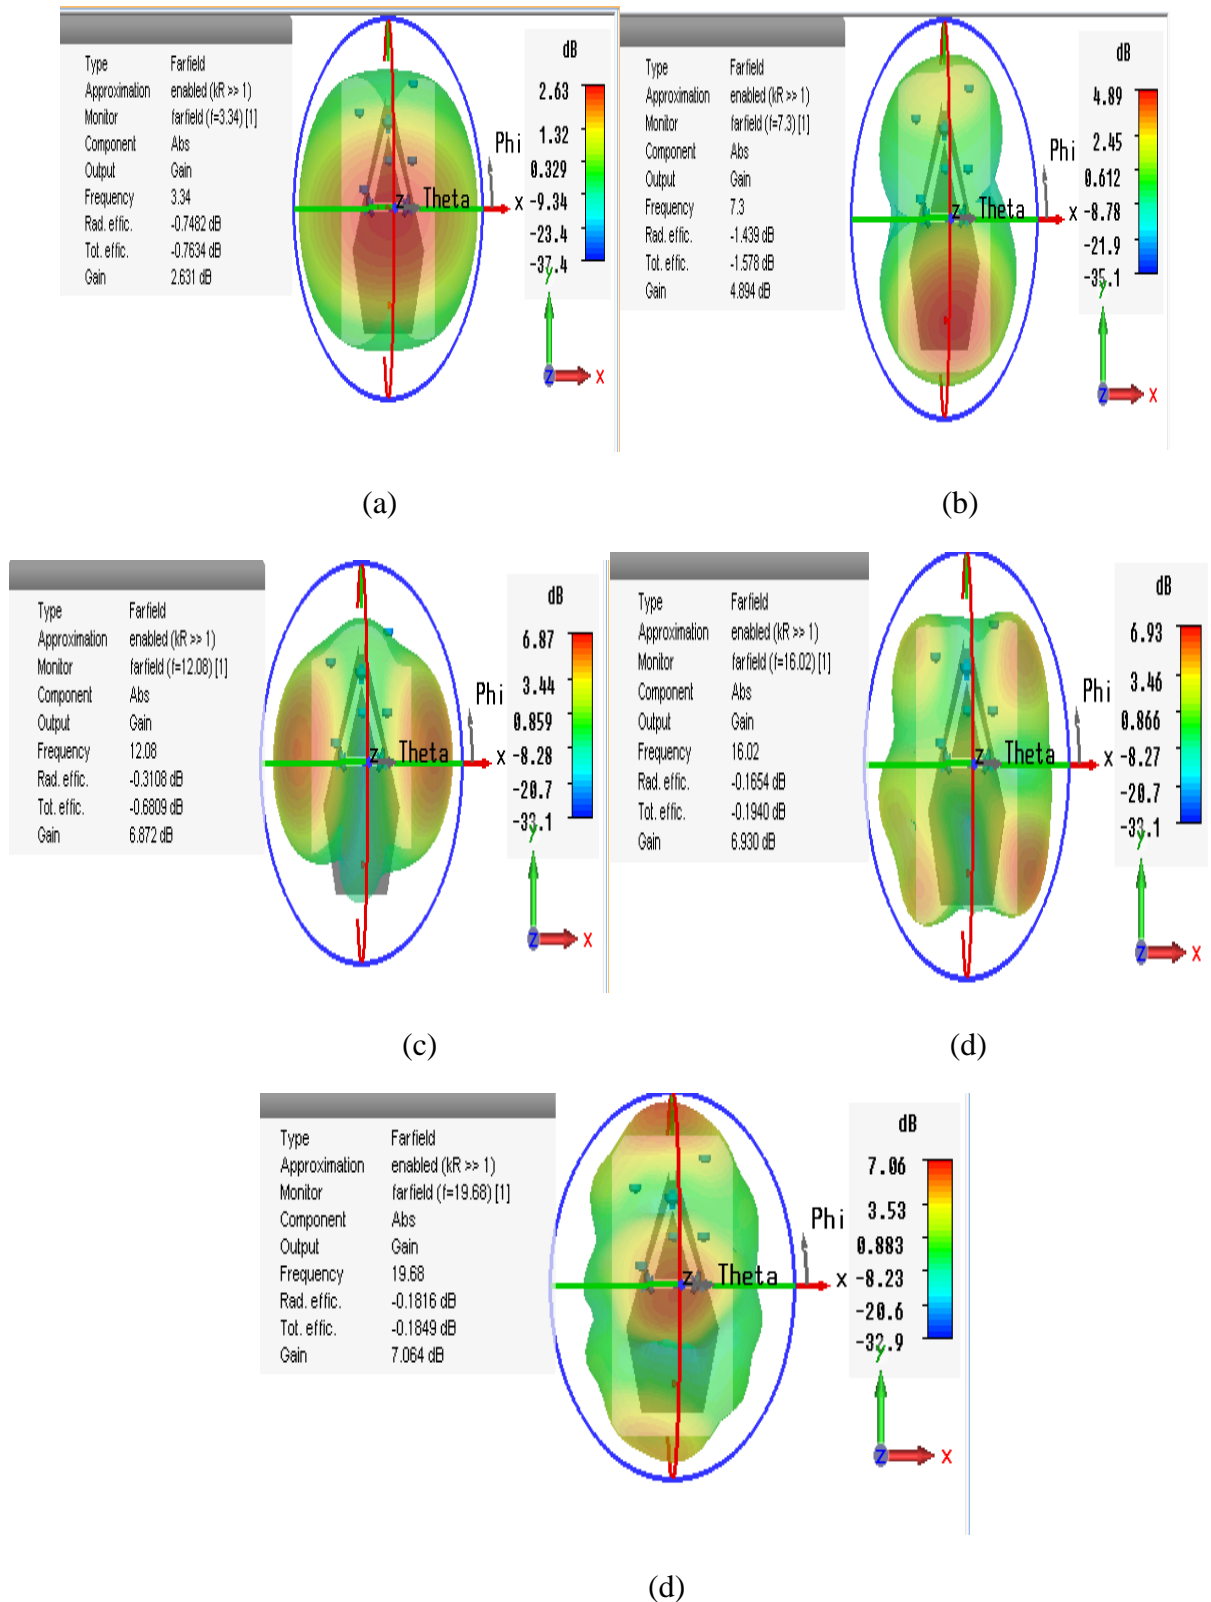 Type Farfield
Approximation enabled (kR >> 1)
Monitor farfield (f=3.34) [1]
Component Abs
Output Gain
Frequency 3.34
Rad. effic. -0.7482 dB
Tot. effic. -0.7634 dB
Gain 2.631 dB
Phi
Theta
z
x
dB
2.63
1.32
0.329
-9.34
-23.4
-37.4
y
z
x
Type Farfield
Approximation enabled (kR >> 1)
Monitor farfield (f=7.3) [1]
Component Abs
Output Gain
Frequency 7.3
Rad. effic. -1.439 dB
Tot. effic. -1.578 dB
Gain 4.894 dB
Phi
Theta
z
x
dB
4.89
2.45
0.612
-8.78
-21.9
-35.1
y
z
x
(a)
(b)
Type Farfield
Approximation enabled (kR >> 1)
Monitor farfield (f=12.08) [1]
Component Abs
Output Gain
Frequency 12.08
Rad. effic. -0.3108 dB
Tot. effic. -0.6809 dB
Gain 6.872 dB
Phi
Theta
z
x
dB
6.87
3.44
0.859
-8.28
-20.7
-33.1
y
z
x
Type Farfield
Approximation enabled (kR >> 1)
Monitor farfield (f=16.02) [1]
Component Abs
Output Gain
Frequency 16.02
Rad. effic. -0.1654 dB
Tot. effic. -0.1940 dB
Gain 6.930 dB
Phi
Theta
z
x
dB
6.93
3.46
0.866
-8.27
-20.7
-33.1
y
z
x
(c)
(d)
Type Farfield
Approximation enabled (kR >> 1)
Monitor farfield (f=19.68) [1]
Component Abs
Output Gain
Frequency 19.68
Rad. effic. -0.1816 dB
Tot. effic. -0.1849 dB
Gain 7.064 dB
Phi
Theta
z
x
dB
7.06
3.53
0.883
-8.23
-20.6
-32.9
y
z
x
(d)